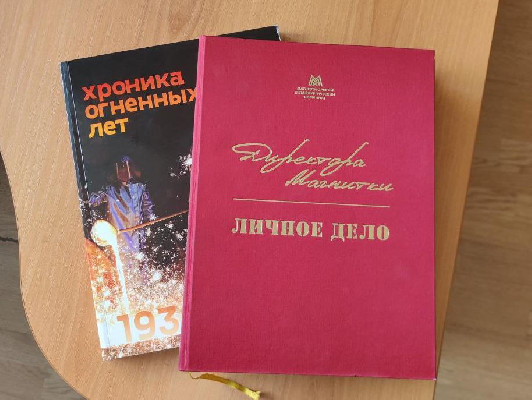 хроника
огненных
лет
193
Директора
Магнитки
ЛИЧНОЕ ДЕЛО